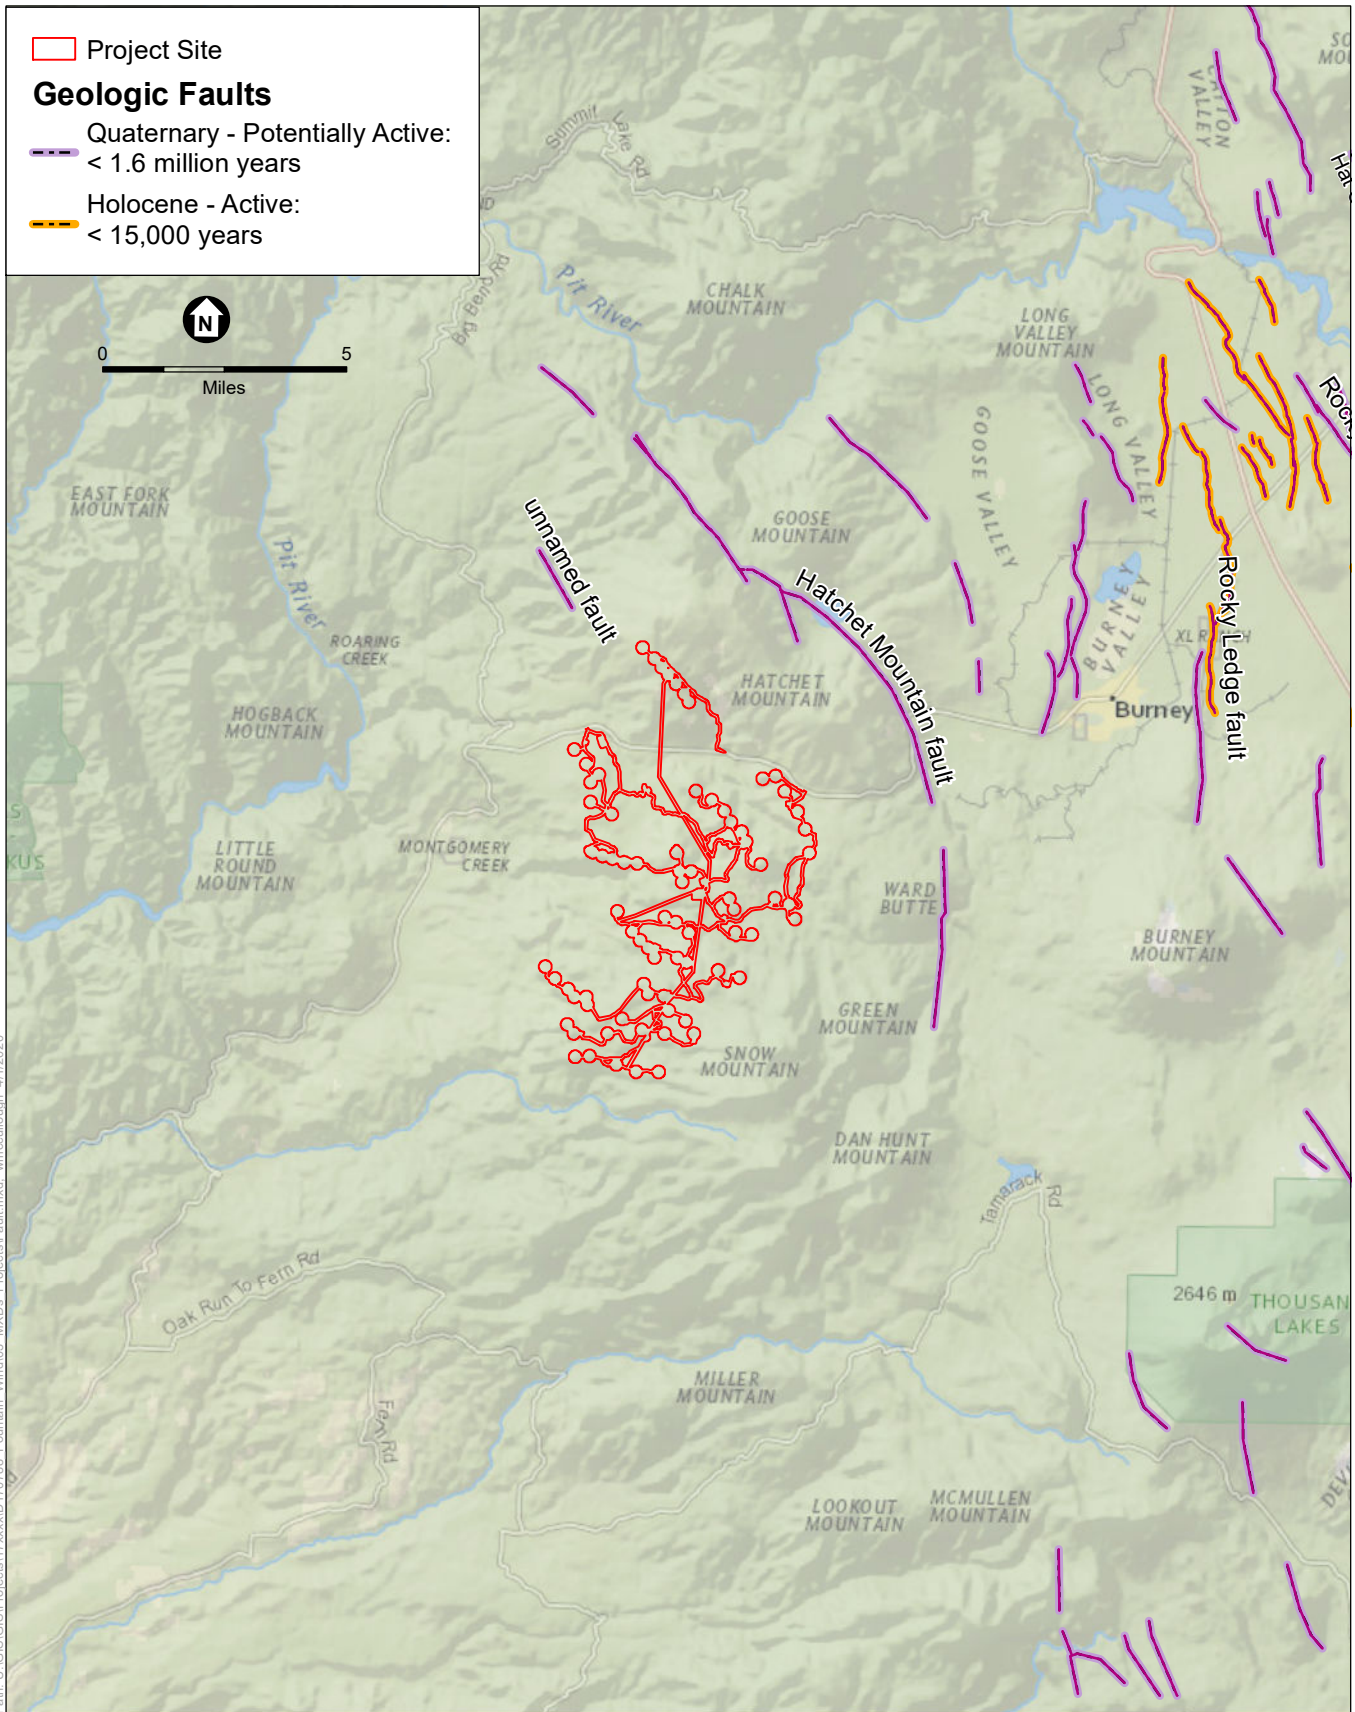 Project Site
Geologic Faults
Quaternary - Potentially Active:
< 1.6 million years
Holocene - Active:
< 15,000 years
N
0 5
Miles
Summit
Lake Rd
VALLEY
Big Bend Rd
Pit River
CHALK
MOUNTAIN
LONG
VALLEY
MOUNTAIN
LONG VALLEY
GOOSE VALLEY
EAST FORK
MOUNTAIN
Pit River
unnamed fault
GOOSE
MOUNTAIN
Hatchet Mountain fault
BURNEY
VALLEY
Rocky Ledge fault
ROARING
CREEK
HATCHET
MOUNTAIN
Burney
HOGBACK
MOUNTAIN
KUS
LITTLE
ROUND
MOUNTAIN
MONTGOMERY
CREEK
WARD
BUTTE
BURNEY
MOUNTAIN
GREEN
MOUNTAIN
SNOW
MOUNTAIN
DAN HUNT
MOUNTAIN
Tamarack
Rd
Oak Run To Fern Rd
2646 m
THOUSAN
LAKES
MILLER
MOUNTAIN
Fern Rd
LOOKOUT
MOUNTAIN
MCMULLEN
MOUNTAIN